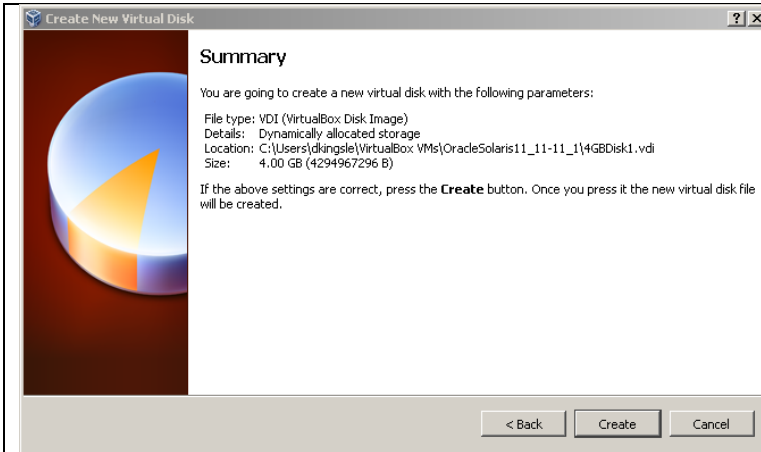 Create New Virtual Disk
Summary
You are going to create a new virtual disk with the following parameters:
File type: VDI (VirtualBox Disk Image)
Details: Dynamically allocated storage
Location: C:\Users\dkingsle\VirtualBox VMs\OracleSolaris11_11-11_1\4GBDisk1.vdi
Size: 4.00 GB (4294967296 B)
If the above settings are correct, press the Create button. Once you press it the new virtual disk file
will be created.
< Back Create Cancel